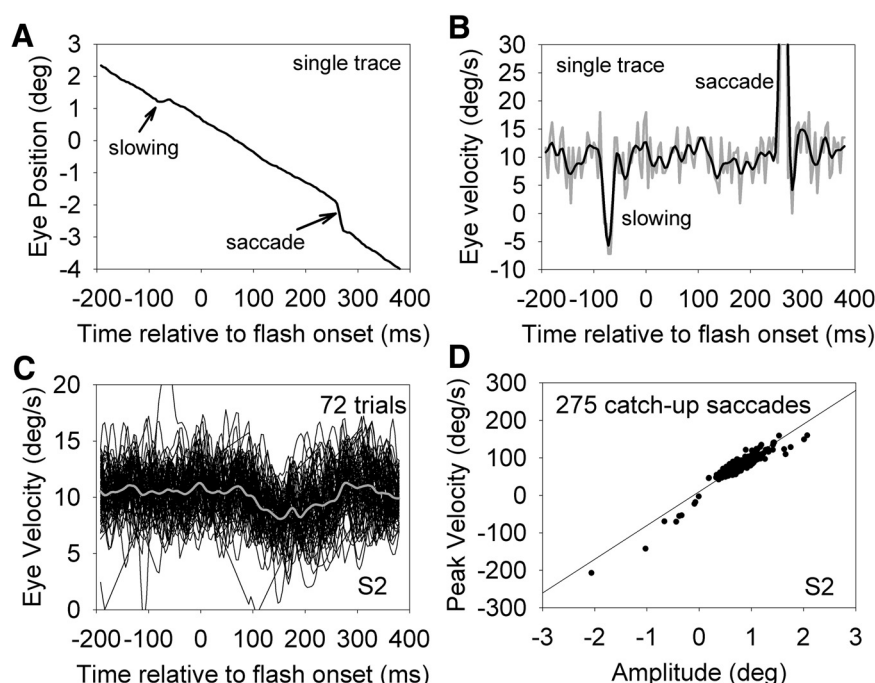 A
single trace
Eye Position (deg)
3
2
1
0
-1
-2
-3
-4
slowing
saccade
-200 -100 0 100 200 300 400
Time relative to flash onset (ms)
B
single trace
saccade
Eye velocity (deg/s)
30
25
20
15
10
5
0
-5
-10
slowing
-200 -100 0 100 200 300 400
Time relative to flash onset (ms)
C
72 trials
Eye Velocity (deg/s)
20
15
10
5
0
S2
-200 -100 0 100 200 300 400
Time relative to flash onset (ms)
D
275 catch-up saccades
Peak Velocity (deg/s)
300
200
100
0
-100
-200
-300
S2
-3 -2 -1 0 1 2 3
Amplitude (deg)